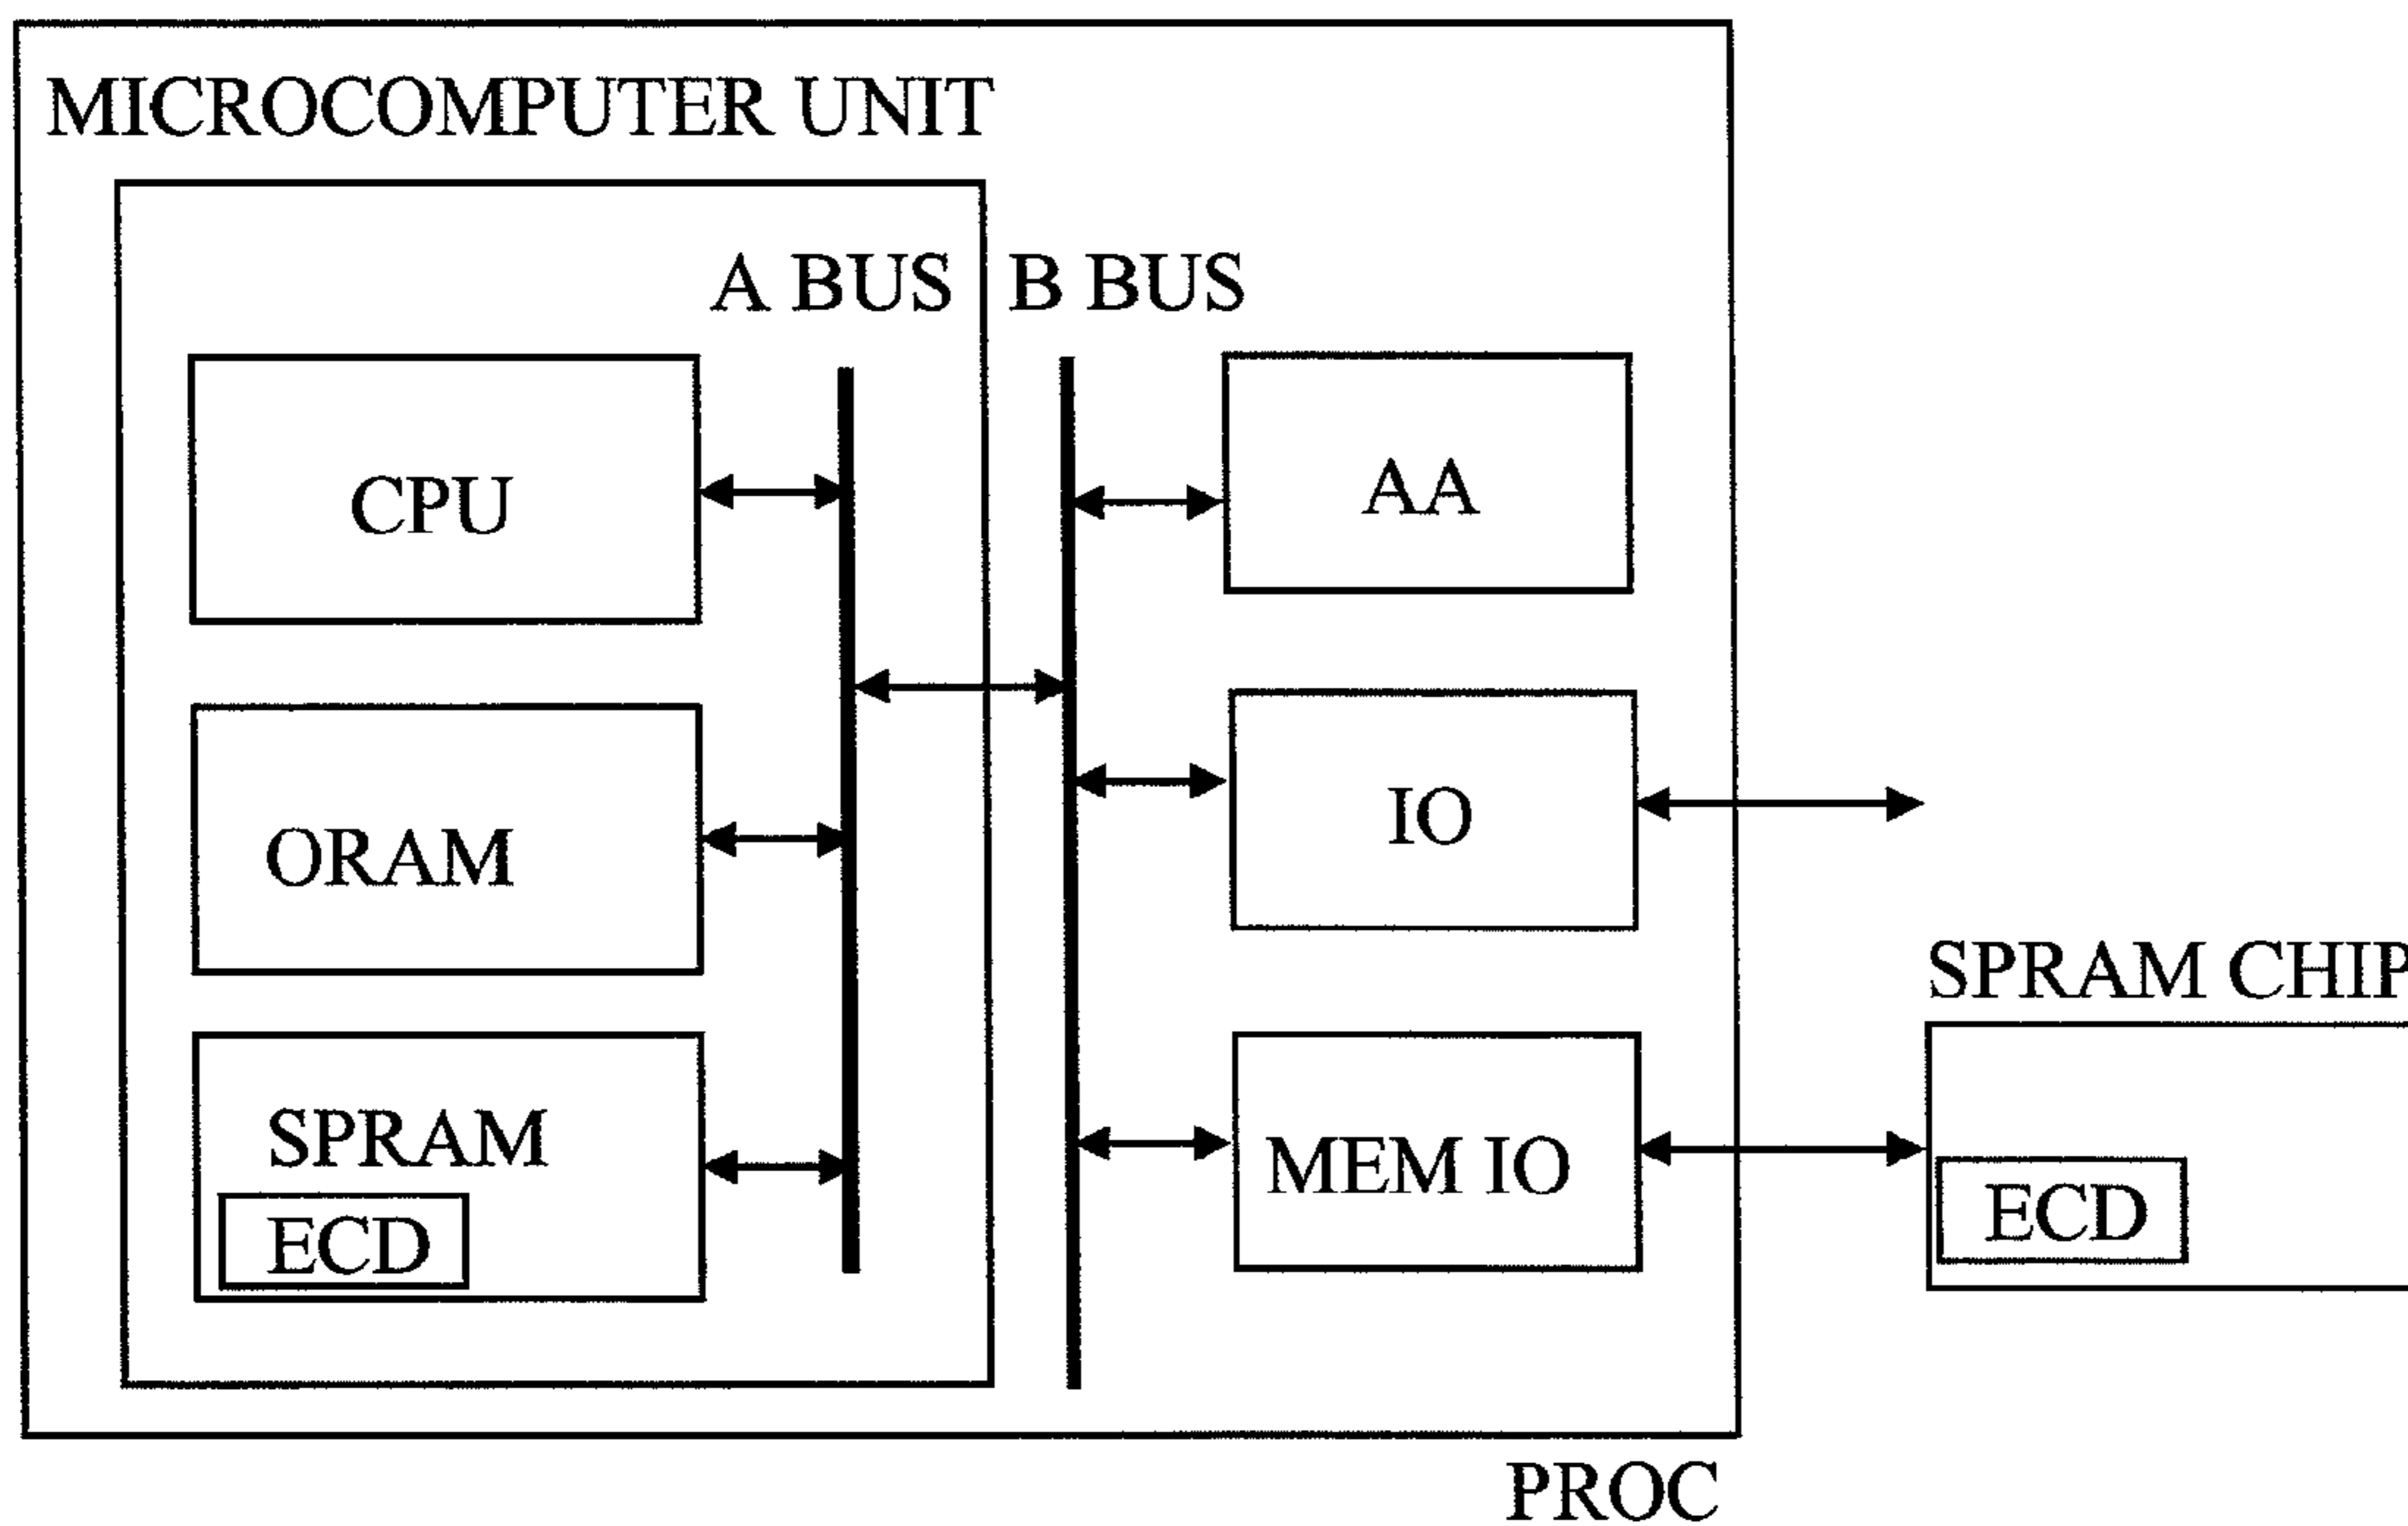 MICROCOMPUTER UNIT
A BUS
B BUS
CPU
AA
ORAM
IO
SPRAM CHIP
SPRAM
ECD
MEM IO
ECD
PROC